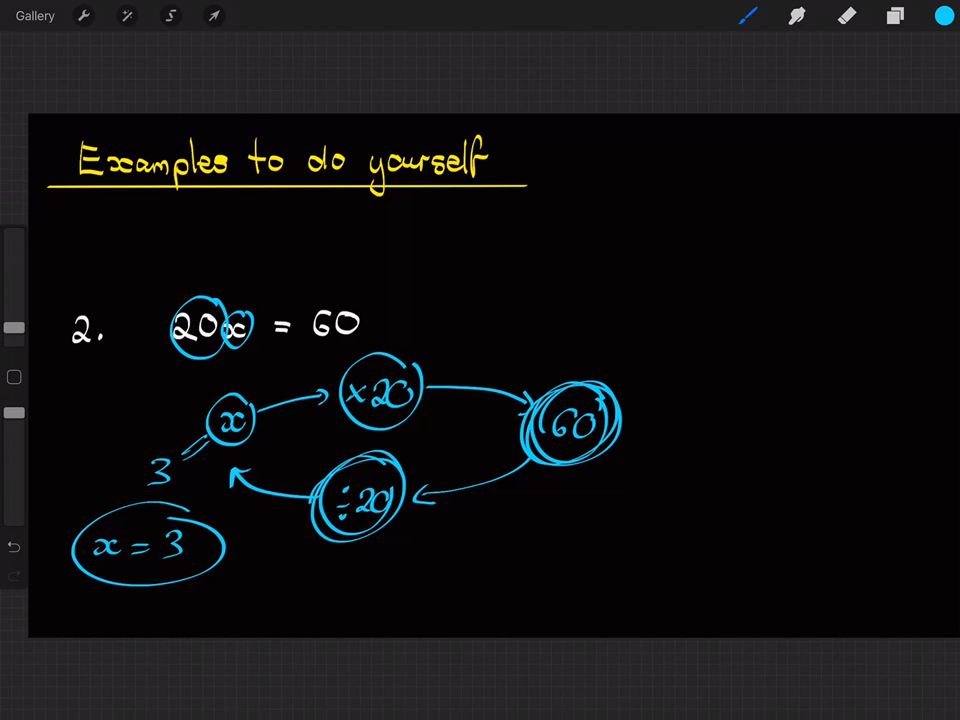 Gallery
Examples to do yourself
2. 20x = 60
x ×20 60
3 ÷20
x = 3